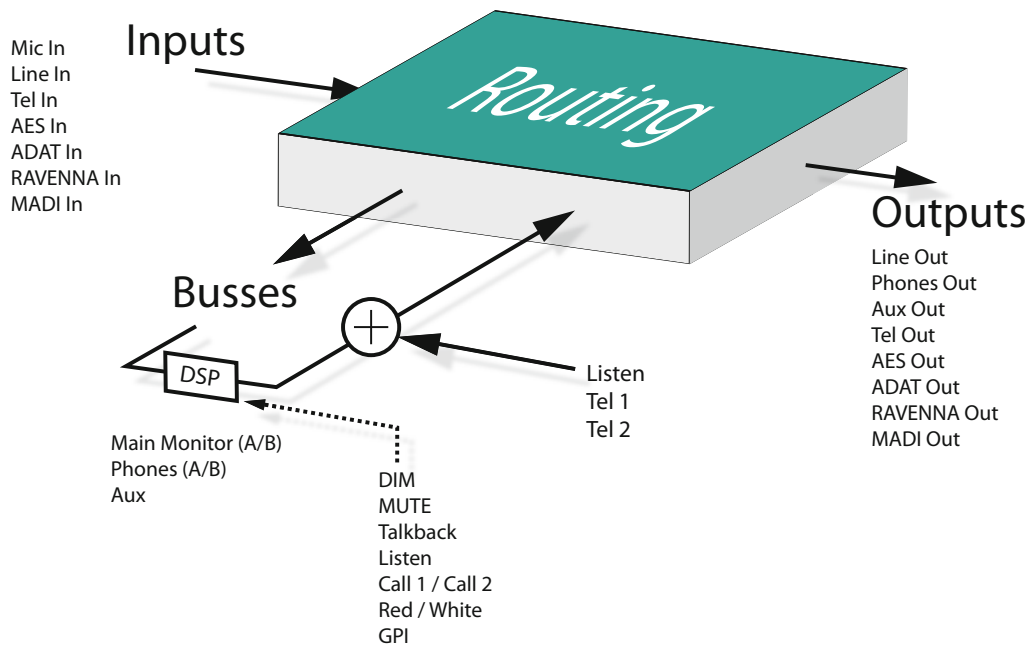 Inputs
Mic In
Line In
Tel In
AES In
ADAT In
RAVENNA In
MADI In
Routing
Outputs
Line Out
Phones Out
Aux Out
Tel Out
AES Out
ADAT Out
RAVENNA Out
MADI Out
Busses
DSP
Main Monitor (A/B)
Phones (A/B)
Aux
Listen
Tel 1
Tel 2
DIM
MUTE
Talkback
Listen
Call 1 / Call 2
Red / White
GPI